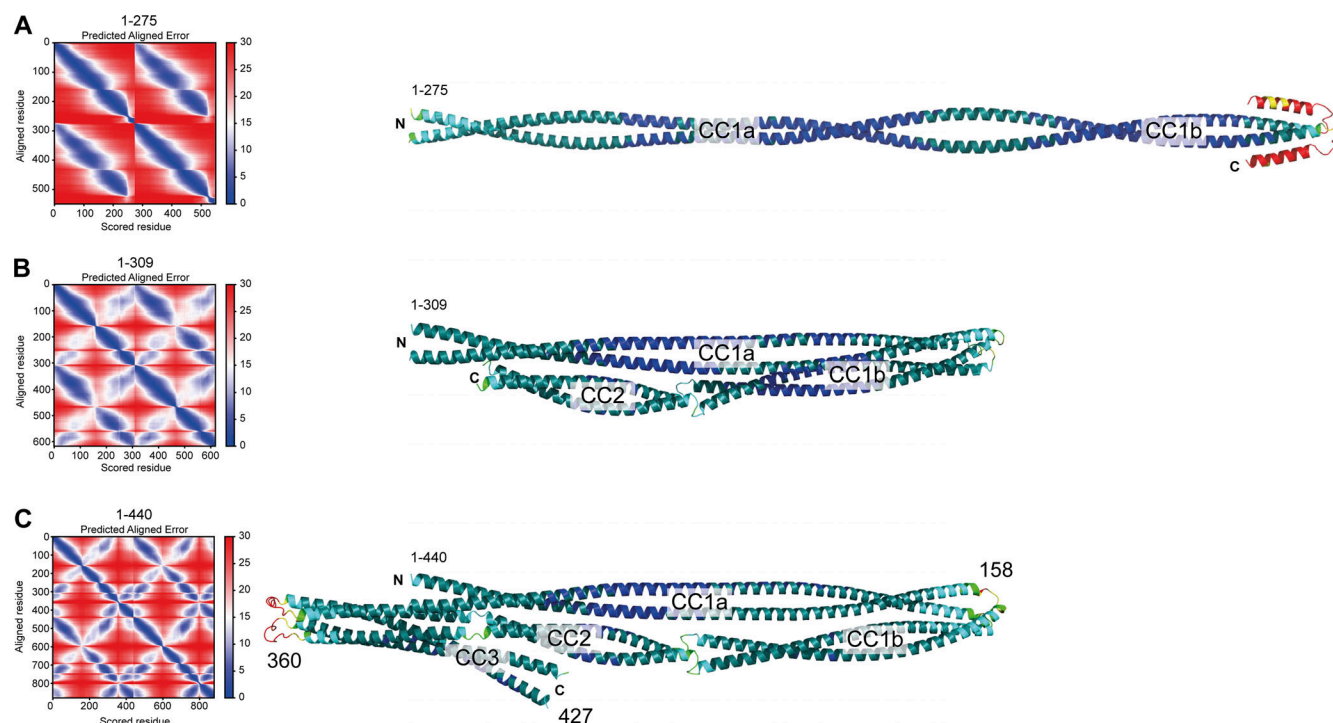 A
1-275
Predicted Aligned Error
0
100
200
300
400
500
Aligned residue
0 100 200 300 400 500
Scored residue
30
25
20
15
10
5
0
1-275
N
CC1a
CC1b
C
B
1-309
Predicted Aligned Error
0
100
200
300
400
500
600
Aligned residue
0 100 200 300 400 500 600
Scored residue
30
25
20
15
10
5
0
1-309
N
CC1a
CC1b
C
CC2
C
1-440
Predicted Aligned Error
0
100
200
300
400
500
600
700
800
Aligned residue
0 200 400 600 800
Scored residue
30
25
20
15
10
5
0
1-440
N
158
CC1a
CC2
CC1b
360
CC3
C
427